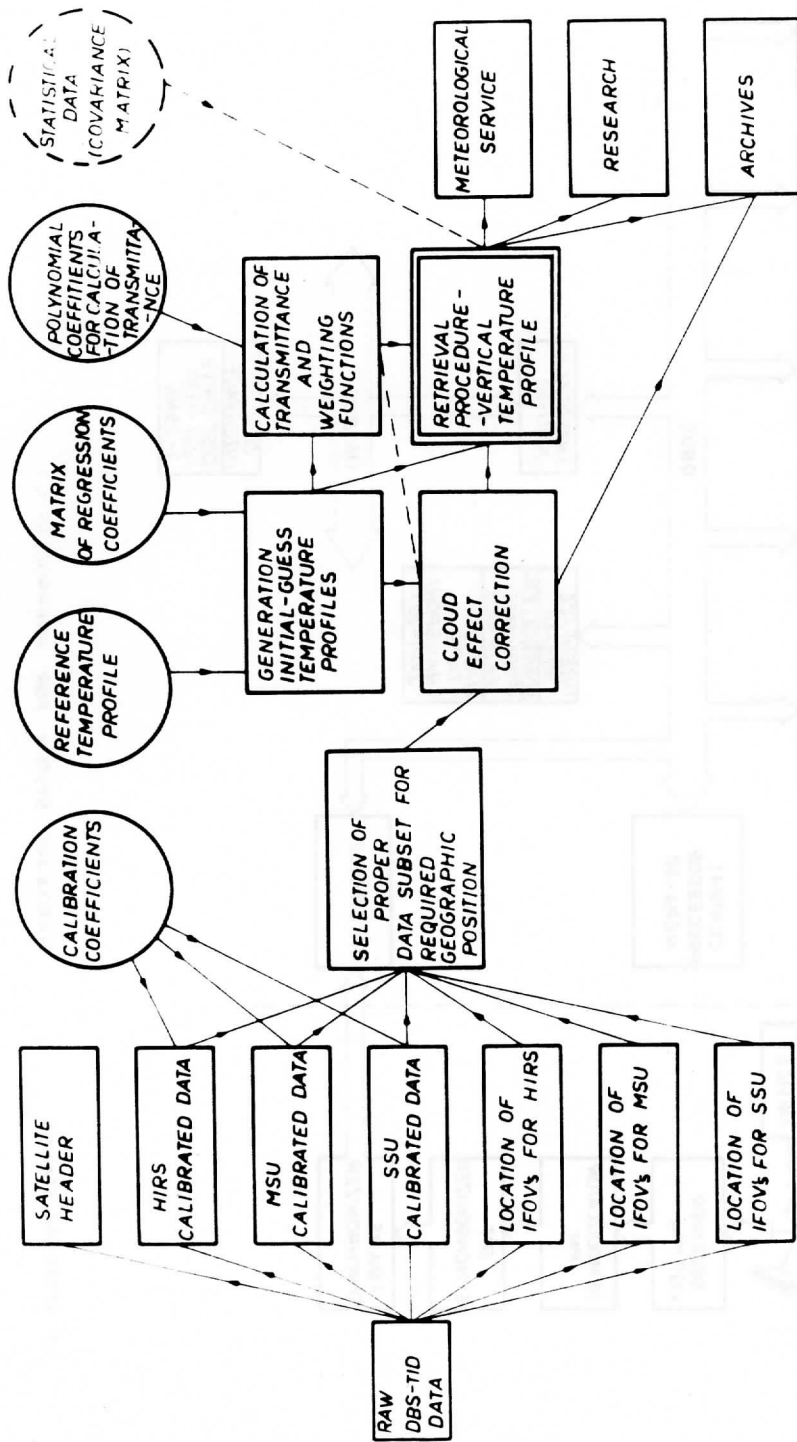 RAW
DBS-TID
DATA
SATELLITE
HEADER
HIRS
CALIBRATED DATA
MSU
CALIBRATED DATA
SSU
CALIBRATED DATA
LOCATION OF
IFOV's FOR HIRS
LOCATION OF
IFOV's FOR MSU
LOCATION OF
IFOV's FOR SSU
CALIBRATION
COEFFICIENTS
SELECTION OF
PROPER
DATA SUBSET FOR
REQUIRED
GEOGRAPHIC
POSITION
REFERENCE
TEMPERATURE
PROFILE
MATRIX
OF REGRESSION
COEFFICIENTS
POLYNOMIAL
COEFFITIENTS
FOR CALCULA-
-TION OF
TRANSMITTA-
-NCE
STATISTICAL
DATA
(COVARIANCE
MATRIX)
GENERATION
INITIAL-GUESS
TEMPERATURE
PROFILES
CALCULATION OF
TRANSMITTANCE
AND
WEIGHTING
FUNCTIONS
CLOUD
EFFECT
CORRECTION
RETRIEVAL
PROCEDURE-
-VERTICAL
TEMPERATURE
PROFILE
METEOROLOGICAL
SERVICE
RESEARCH
ARCHIVES